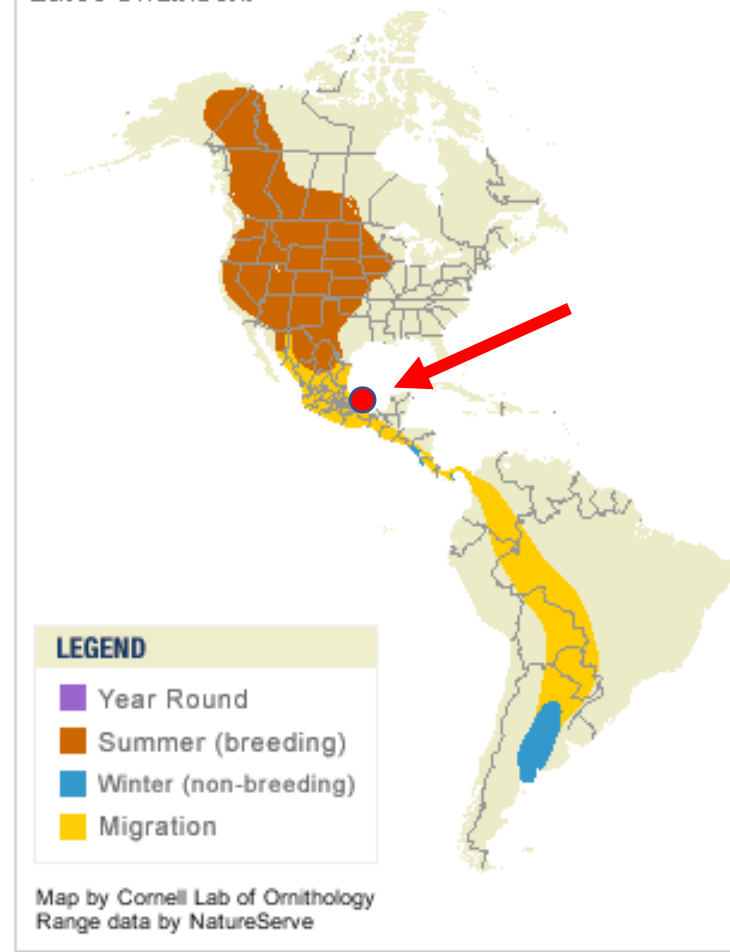 LEGEND
Year Round
Summer (breeding)
Winter (non-breeding)
Migration
Map by Cornell Lab of Ornithology
Range data by NatureServe